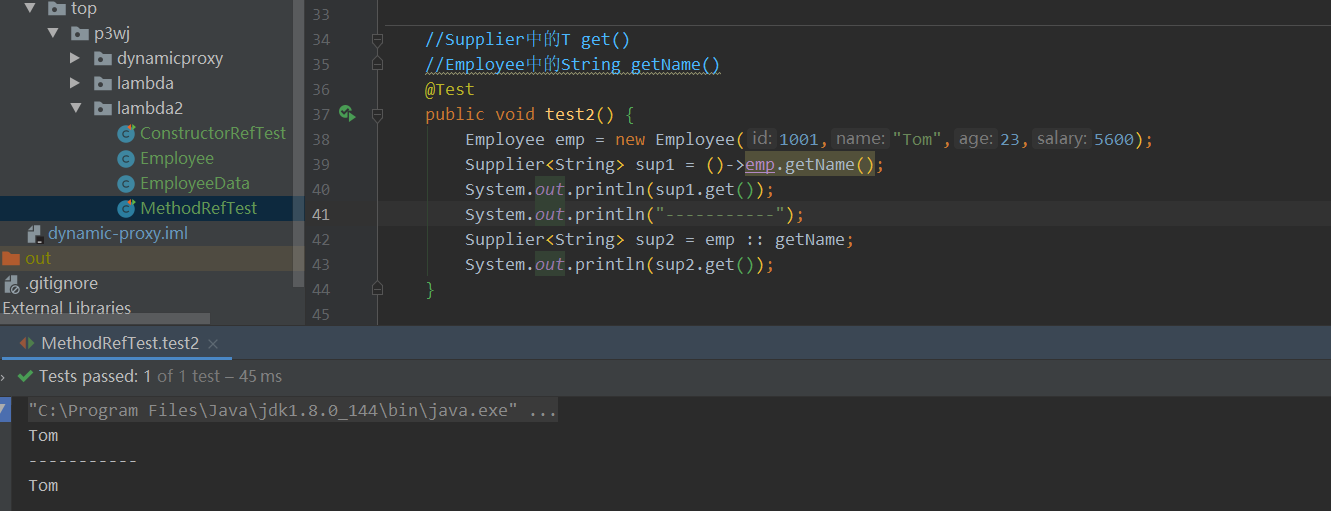 top
p3wj
dynamicproxy
lambda
lambda2
ConstructorRefTest
Employee
EmployeeData
MethodRefTest
dynamic-proxy.iml
out
.gitignore
External Libraries
33
34 //Supplier中的T get()
35 //Employee中的String getName()
36 @Test
37 public void test2() {
38 Employee emp = new Employee( id: 1001, name: "Tom", age: 23, salary: 5600);
39 Supplier<String> sup1 = ()->emp.getName();
40 System.out.println(sup1.get());
41 System.out.println("-----------");
42 Supplier<String> sup2 = emp :: getName;
43 System.out.println(sup2.get());
44 }
45
MethodRefTest.test2 ×
Tests passed: 1 of 1 test – 45 ms
"C:\Program Files\Java\jdk1.8.0_144\bin\java.exe" ...
Tom
-----------
Tom